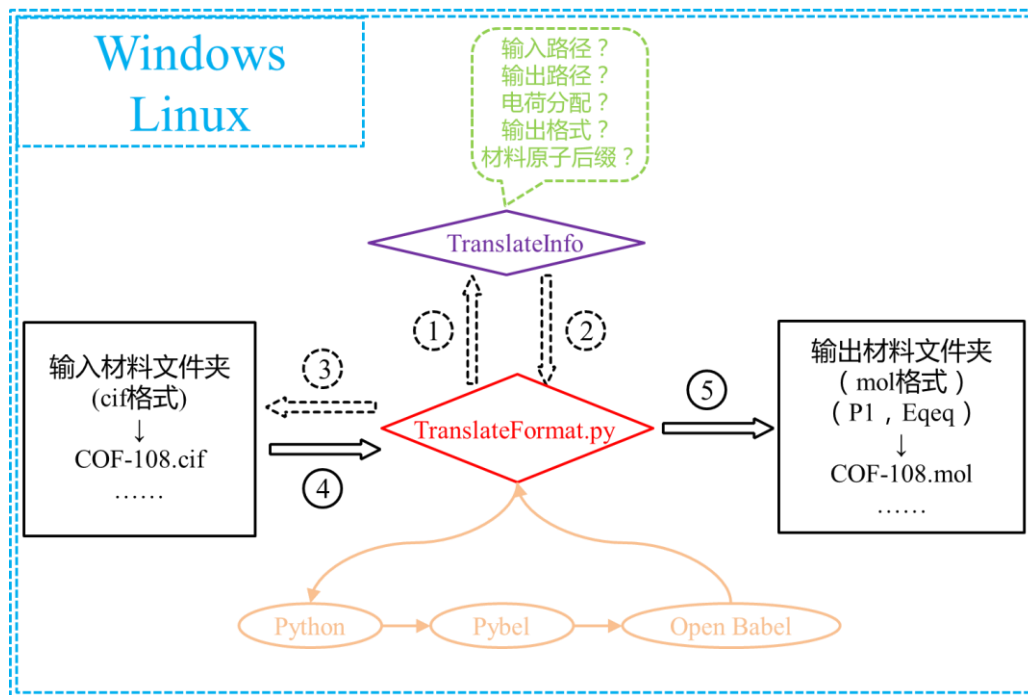 Windows
Linux
输入路径？
输出路径？
电荷分配？
输出格式？
材料原子后缀？
TranslateInfo
①
②
输入材料文件夹
(cif格式)
↓
COF-108.cif
……
③
④
TranslateFormat.py
⑤
输出材料文件夹
（mol格式）
（P1，Eqeq）
↓
COF-108.mol
……
Python
Pybel
Open Babel